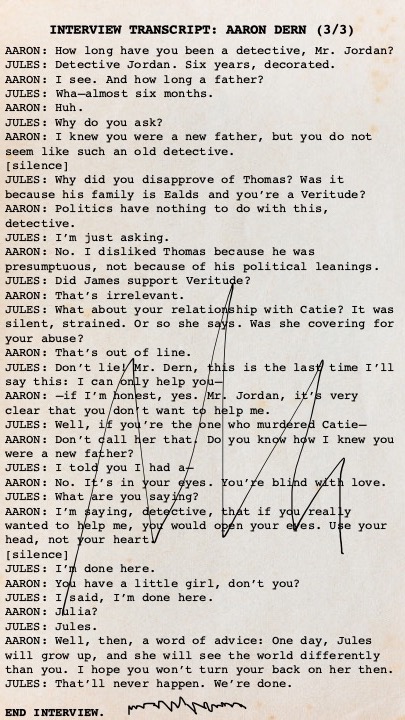 INTERVIEW TRANSCRIPT: AARON DERN (3/3)
AARON: How long have you been a detective, Mr. Jordan?
JULES: Detective Jordan. Six years, decorated.
AARON: I see. And how long a father?
JULES: Wha—almost six months.
AARON: Huh.
JULES: Why do you ask?
AARON: I knew you were a new father, but you do not
seem like such an old detective.
[silence]
JULES: Why did you disapprove of Thomas? Was it
because his family is Ealds and you’re a Veritude?
AARON: Politics have nothing to do with this,
detective.
JULES: I’m just asking.
AARON: No. I disliked Thomas because he was
presumptuous, not because of his political leanings.
JULES: Did James support Veritude?
AARON: That’s irrelevant.
JULES: What about your relationship with Catie? It was
silent, strained. Or so she says. Was she covering for
your abuse?
AARON: That’s out of line.
JULES: Don’t lie! Mr. Dern, this is the last time I’ll
say this: I can only help you—
AARON: —if I’m honest, yes. Mr. Jordan, it’s very
clear that you don’t want to help me.
JULES: Well, if you’re the one who murdered Catie—
AARON: Don’t call her that. Do you know how I knew you
were a new father?
JULES: I told you I had a—
AARON: No. It’s in your eyes. You’re blind with love.
JULES: What are you saying?
AARON: I’m saying, detective, that if you really
wanted to help me, you would open your eyes. Use your
head, not your heart.
[silence]
JULES: I’m done here.
AARON: You have a little girl, don’t you?
JULES: I said, I’m done here.
AARON: Julia?
JULES: Jules.
AARON: Well, then, a word of advice: One day, Jules
will grow up, and she will see the world differently
than you. I hope you won’t turn your back on her then.
JULES: That’ll never happen. We’re done.
END INTERVIEW.